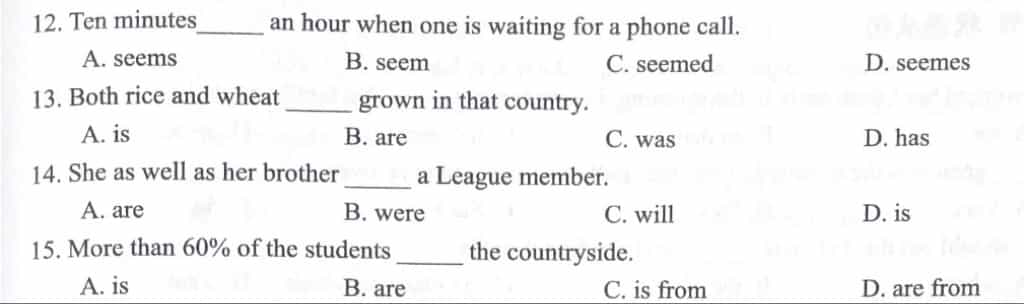 12. Ten minutes______ an hour when one is waiting for a phone call.
A. seems B. seem C. seemed D. seemes
13. Both rice and wheat ______ grown in that country.
A. is B. are C. was D. has
14. She as well as her brother ______ a League member.
A. are B. were C. will D. is
15. More than 60% of the students ______ the countryside.
A. is B. are C. is from D. are from